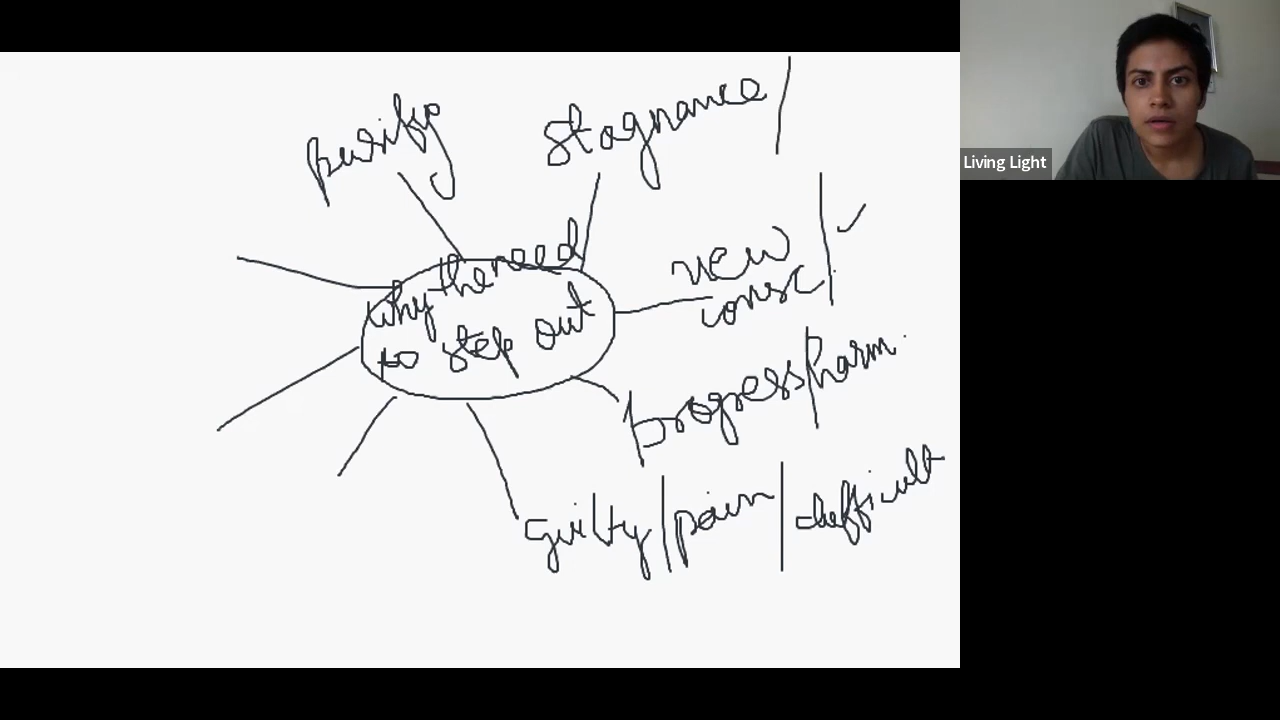 purify
stagnance/
Living Light
why the need
to step out
new
consc/ ✓
progress/harm.
guilty/pain/difficult